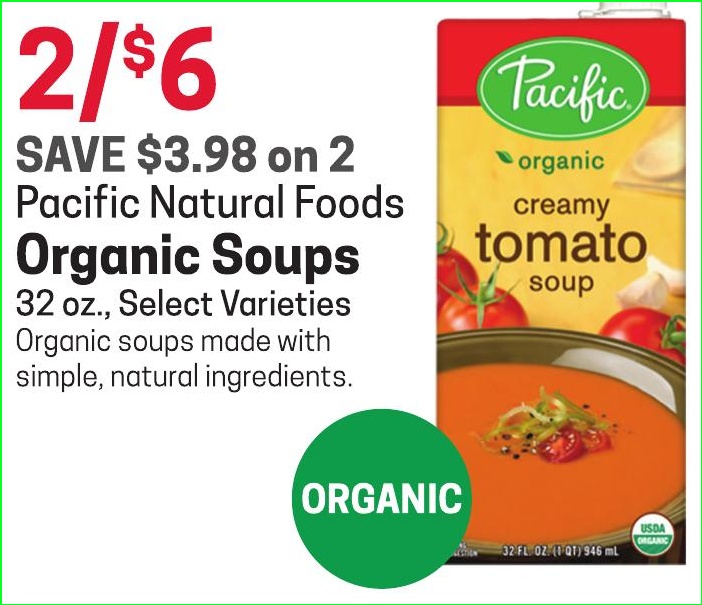 2/$6
SAVE $3.98 on 2
Pacific Natural Foods
Organic Soups
32 oz., Select Varieties
Organic soups made with
simple, natural ingredients.
ORGANIC
Pacific.
organic
creamy
tomato
soup
32 FL. OZ. (1 QT) 946 mL
USDA
ORGANIC